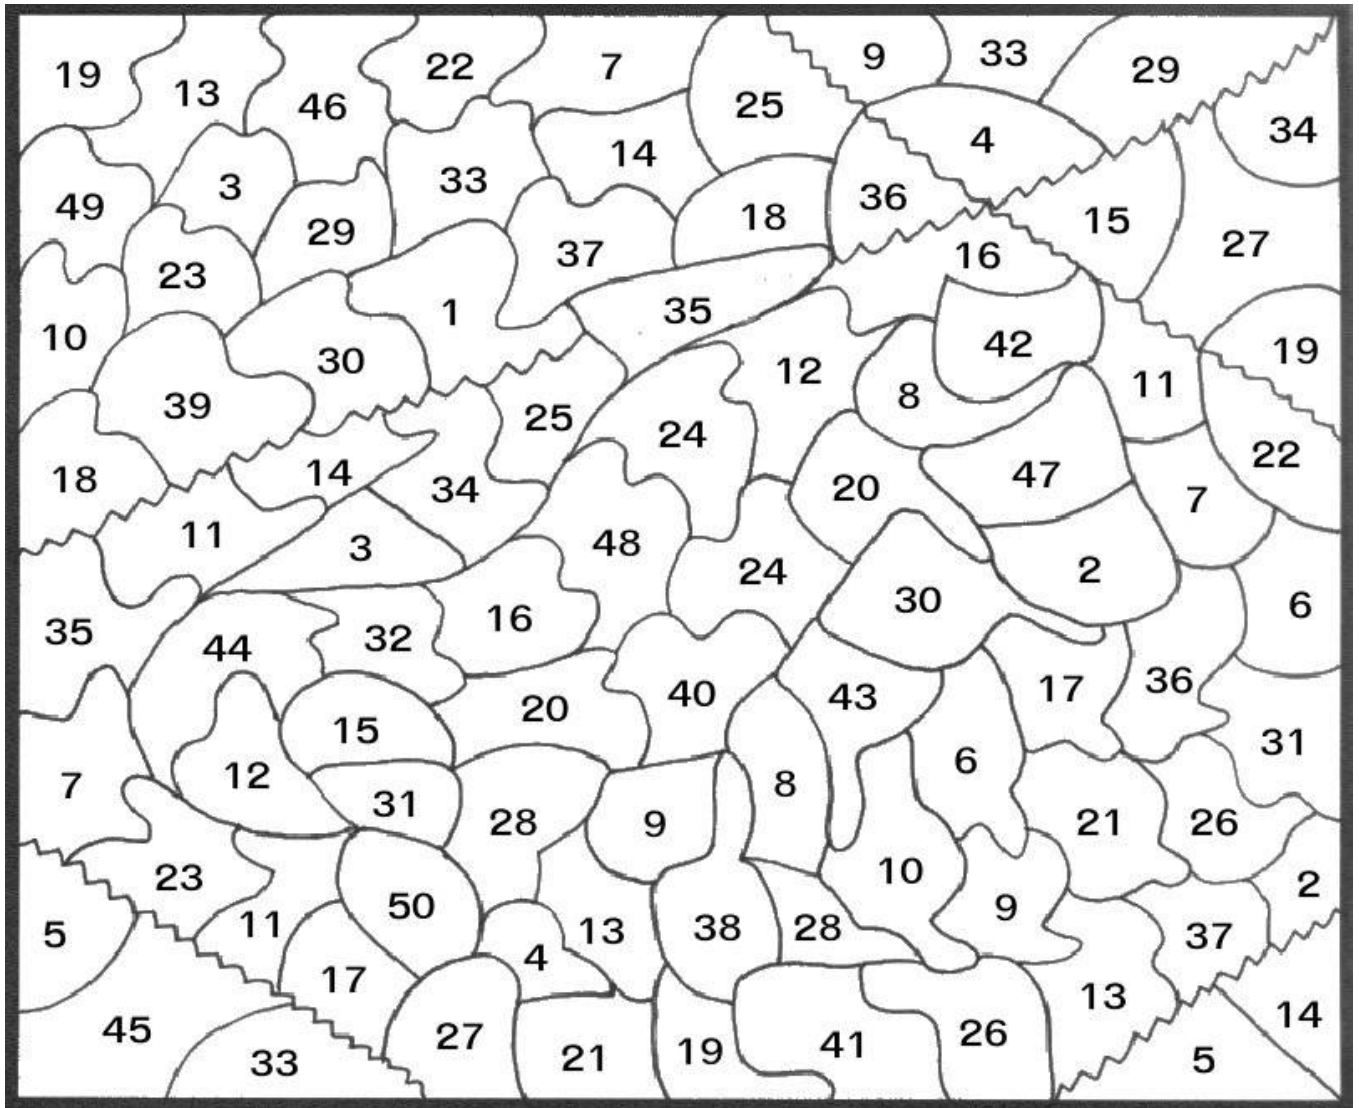 19 13 46 22 7 25 9 33 29
34
49 3 29 33 14 18 36 4 15 27
23 37 16
10 1 35 42 19
39 30 25 12 8 11
18 14 34 24 20 47 7 22
11 3 48 24 30 2 6
35 44 32 16 40 43 17 36
15 20 31
7 12 31 28 9 8 6 21 26
23 50 10 9 2
5 11 17 4 13 38 28 37
45 33 27 21 19 41 26 13 14
5